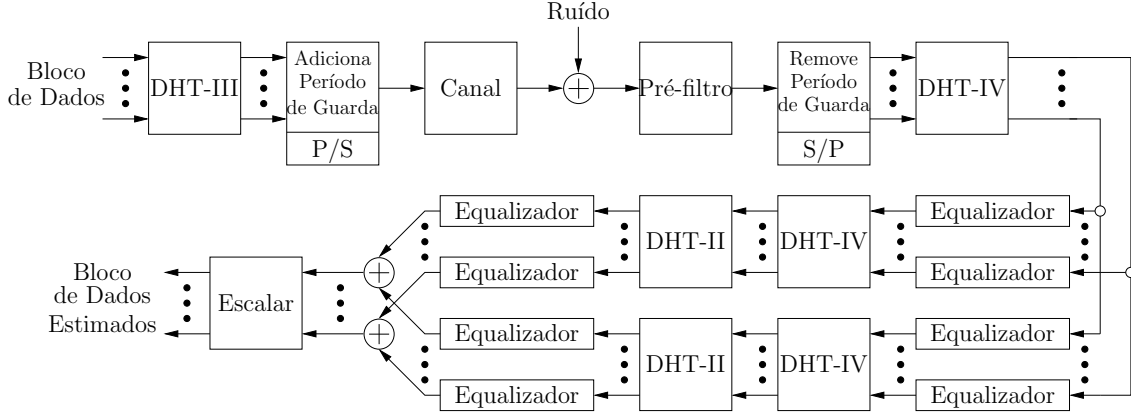 Ruído
Bloco
de Dados
DHT-III
Adiciona
Período
de Guarda
P/S
Canal
+
Pré-filtro
Remove
Período
de Guarda
S/P
DHT-IV
Equalizador
DHT-II
DHT-IV
Equalizador
Equalizador
Equalizador
Bloco
de Dados
Estimados
Escalar
+
+
Equalizador
DHT-II
DHT-IV
Equalizador
Equalizador
Equalizador